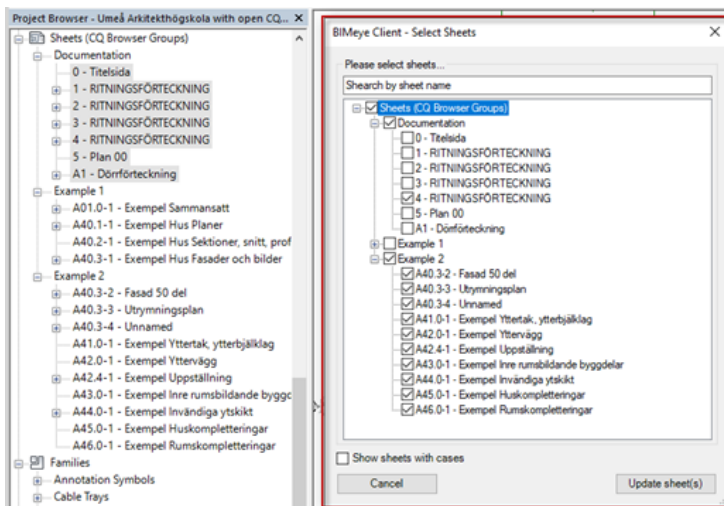 Project Browser - Umeå Arkitekthögskola with open CQ...
Sheets (CQ Browser Groups)
Documentation
0 - Titelsida
1 - RITNINGSFÖRTECKNING
2 - RITNINGSFÖRTECKNING
3 - RITNINGSFÖRTECKNING
4 - RITNINGSFÖRTECKNING
5 - Plan 00
A1 - Dörrförteckning
Example 1
A01.0-1 - Exempel Sammansatt
A40.1-1 - Exempel Hus Planer
A40.2-1 - Exempel Hus Sektioner, snitt, prof
A40.3-1 - Exempel Hus Fasader och bilder
Example 2
A40.3-2 - Fasad 50 del
A40.3-3 - Utrymningsplan
A40.3-4 - Unnamed
A41.0-1 - Exempel Yttertak, ytterbjälklag
A42.0-1 - Exempel Yttervägg
A42.4-1 - Exempel Uppställning
A43.0-1 - Exempel Inre rumsbildande byggd
A44.0-1 - Exempel Invändiga ytskikt
A45.0-1 - Exempel Huskompletteringar
A46.0-1 - Exempel Rumskompletteringar
Families
Annotation Symbols
Cable Trays
BIMeye Client - Select Sheets
Please select sheets...
Shearch by sheet name
Sheets (CQ Browser Groups)
Documentation
0 - Titelsida
1 - RITNINGSFÖRTECKNING
2 - RITNINGSFÖRTECKNING
3 - RITNINGSFÖRTECKNING
4 - RITNINGSFÖRTECKNING
5 - Plan 00
A1 - Dörrförteckning
Example 1
Example 2
A40.3-2 - Fasad 50 del
A40.3-3 - Utrymningsplan
A40.3-4 - Unnamed
A41.0-1 - Exempel Yttertak, ytterbjälklag
A42.0-1 - Exempel Yttervägg
A42.4-1 - Exempel Uppställning
A43.0-1 - Exempel Inre rumsbildande byggdelar
A44.0-1 - Exempel Invändiga ytskikt
A45.0-1 - Exempel Huskompletteringar
A46.0-1 - Exempel Rumskompletteringar
Show sheets with cases
Cancel
Update sheet(s)